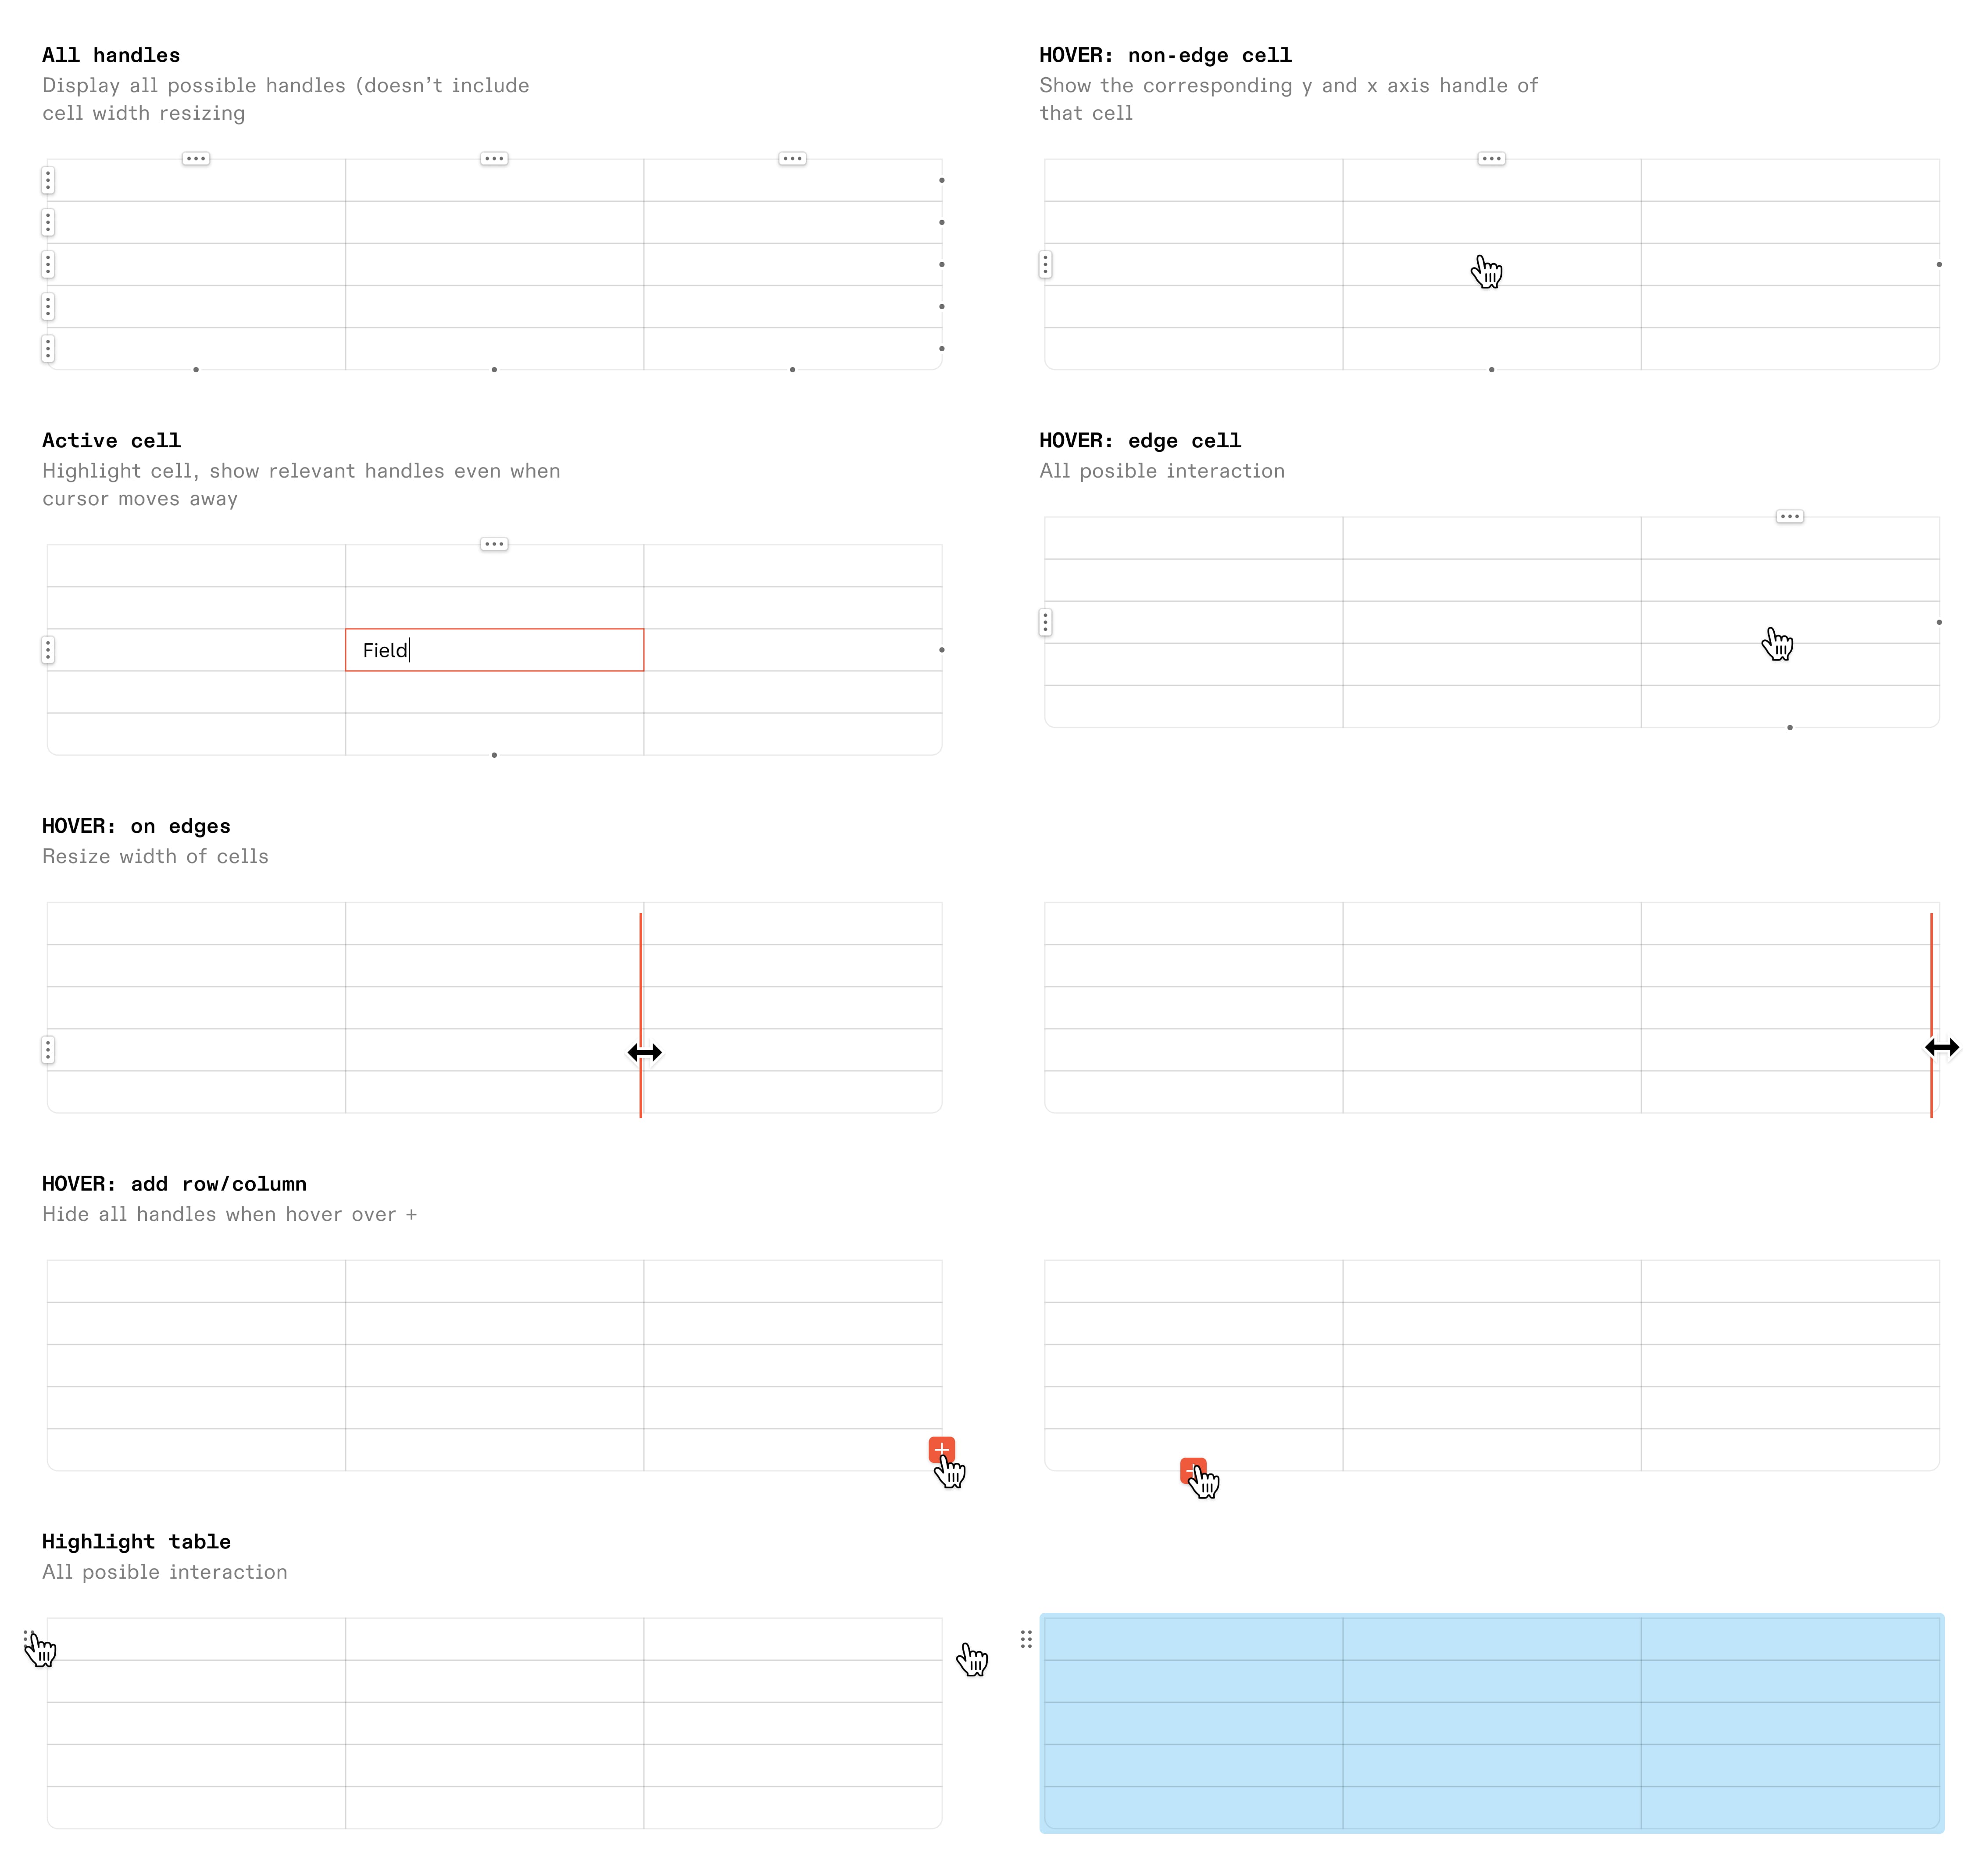 All handles
Display all possible handles (doesn't include
cell width resizing
HOVER: non-edge cell
Show the corresponding y and x axis handle of
that cell
Active cell
Highlight cell, show relevant handles even when
cursor moves away
Field
HOVER: edge cell
All posible interaction
HOVER: on edges
Resize width of cells
HOVER: add row/column
Hide all handles when hover over +
Highlight table
All posible interaction